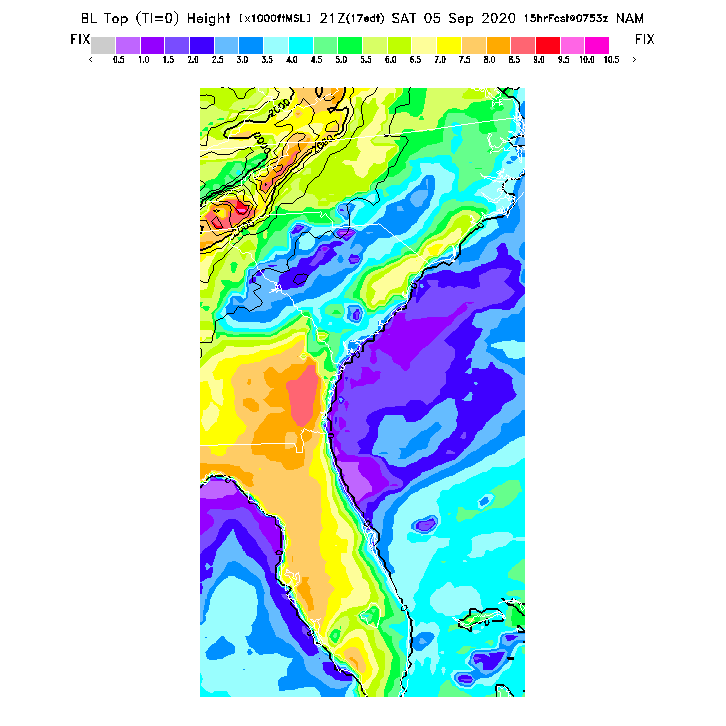 BL Top (TI=0) Height [x1000ftMSL] 21Z(17edt) SAT 05 Sep 2020 15hrFcst@0753z NAM
FIX FIX
< 0.5 1.0 1.5 2.0 2.5 3.0 3.5 4.0 4.5 5.0 5.5 6.0 6.5 7.0 7.5 8.0 8.5 9.0 9.5 10.0 10.5 >
2000
2000
2000